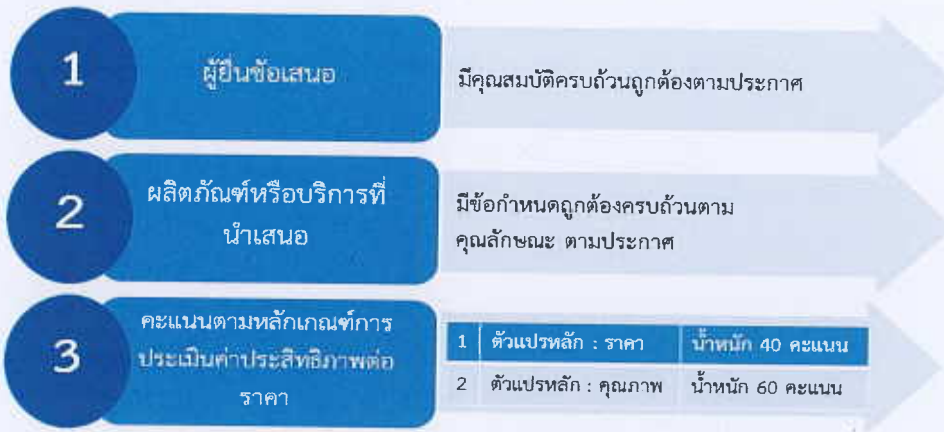 1
ผู้ยื่นข้อเสนอ
มีคุณสมบัติครบถ้วนถูกต้องตามประกาศ
2
ผลิตภัณฑ์หรือบริการที่
นำเสนอ
มีข้อกำหนดถูกต้องครบถ้วนตาม
คุณลักษณะ ตามประกาศ
3
คะแนนตามหลักเกณฑ์การ
ประเมินค่าประสิทธิภาพต่อ
ราคา
1 ตัวแปรหลัก : ราคา น้ำหนัก 40 คะแนน
2 ตัวแปรหลัก : คุณภาพ น้ำหนัก 60 คะแนน